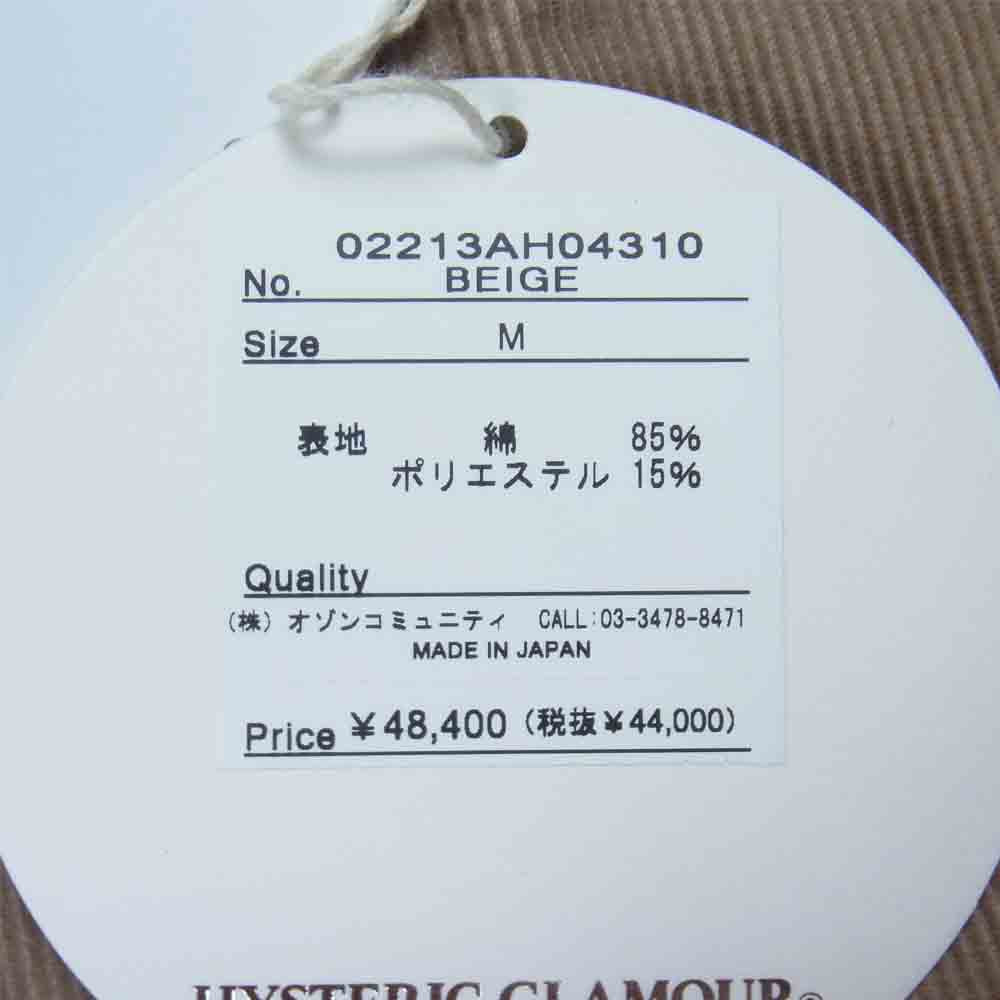 02213AH04310
No. BEIGE
Size M
表地 綿 85%
ポリエステル 15%
Quality
(株) オゾンコミュニティ CALL:03-3478-8471
MADE IN JAPAN
Price ¥48,400 (税抜¥44,000)
HYSTERIC GLAMOUR®